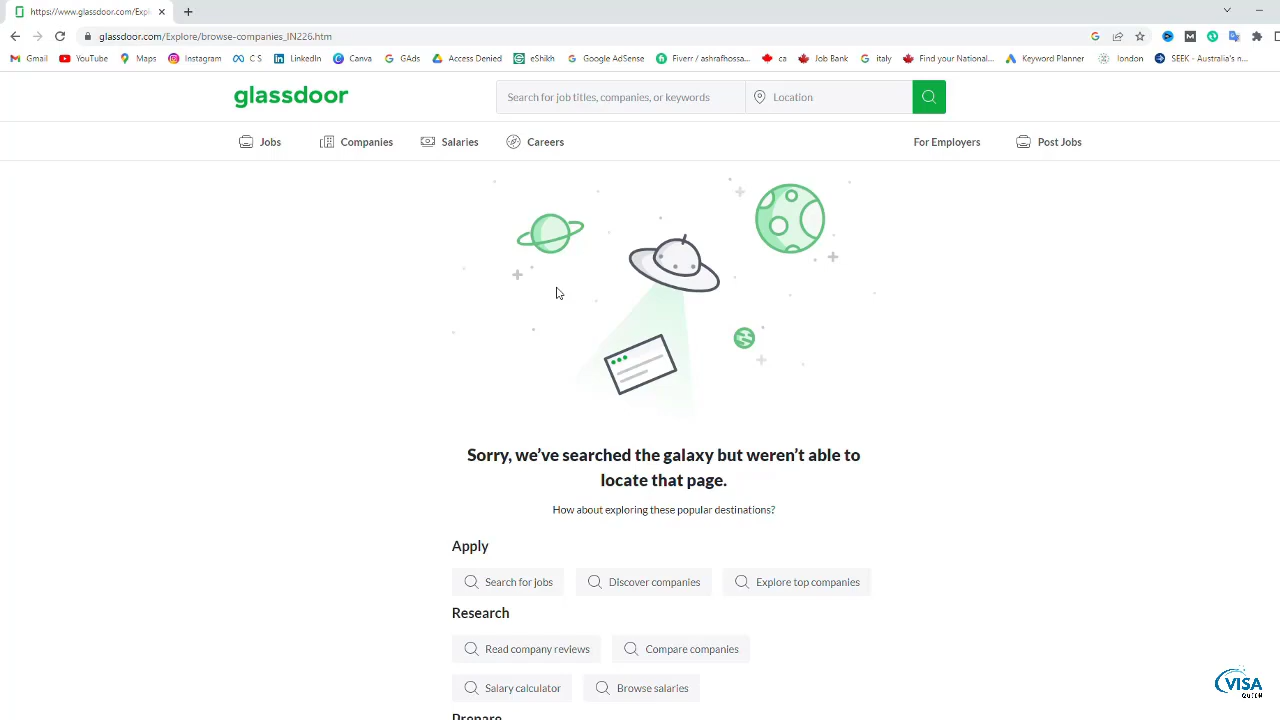 https://www.glassdoor.com/Expl
glassdoor.com/Explore/browse-companies_IN226.htm
Gmail YouTube Maps Instagram C S LinkedIn Canva GAds Access Denied eShikh Google AdSense Fiverr / ashrafhossa... ca Job Bank italy Find your National... Keyword Planner london SEEK - Australia's n...
glassdoor Search for job titles, companies, or keywords Location
Jobs Companies Salaries Careers For Employers Post Jobs
Sorry, we've searched the galaxy but weren't able to
locate that page.
How about exploring these popular destinations?
Apply
Search for jobs Discover companies Explore top companies
Research
Read company reviews Compare companies
Salary calculator Browse salaries
VISA
Prepare